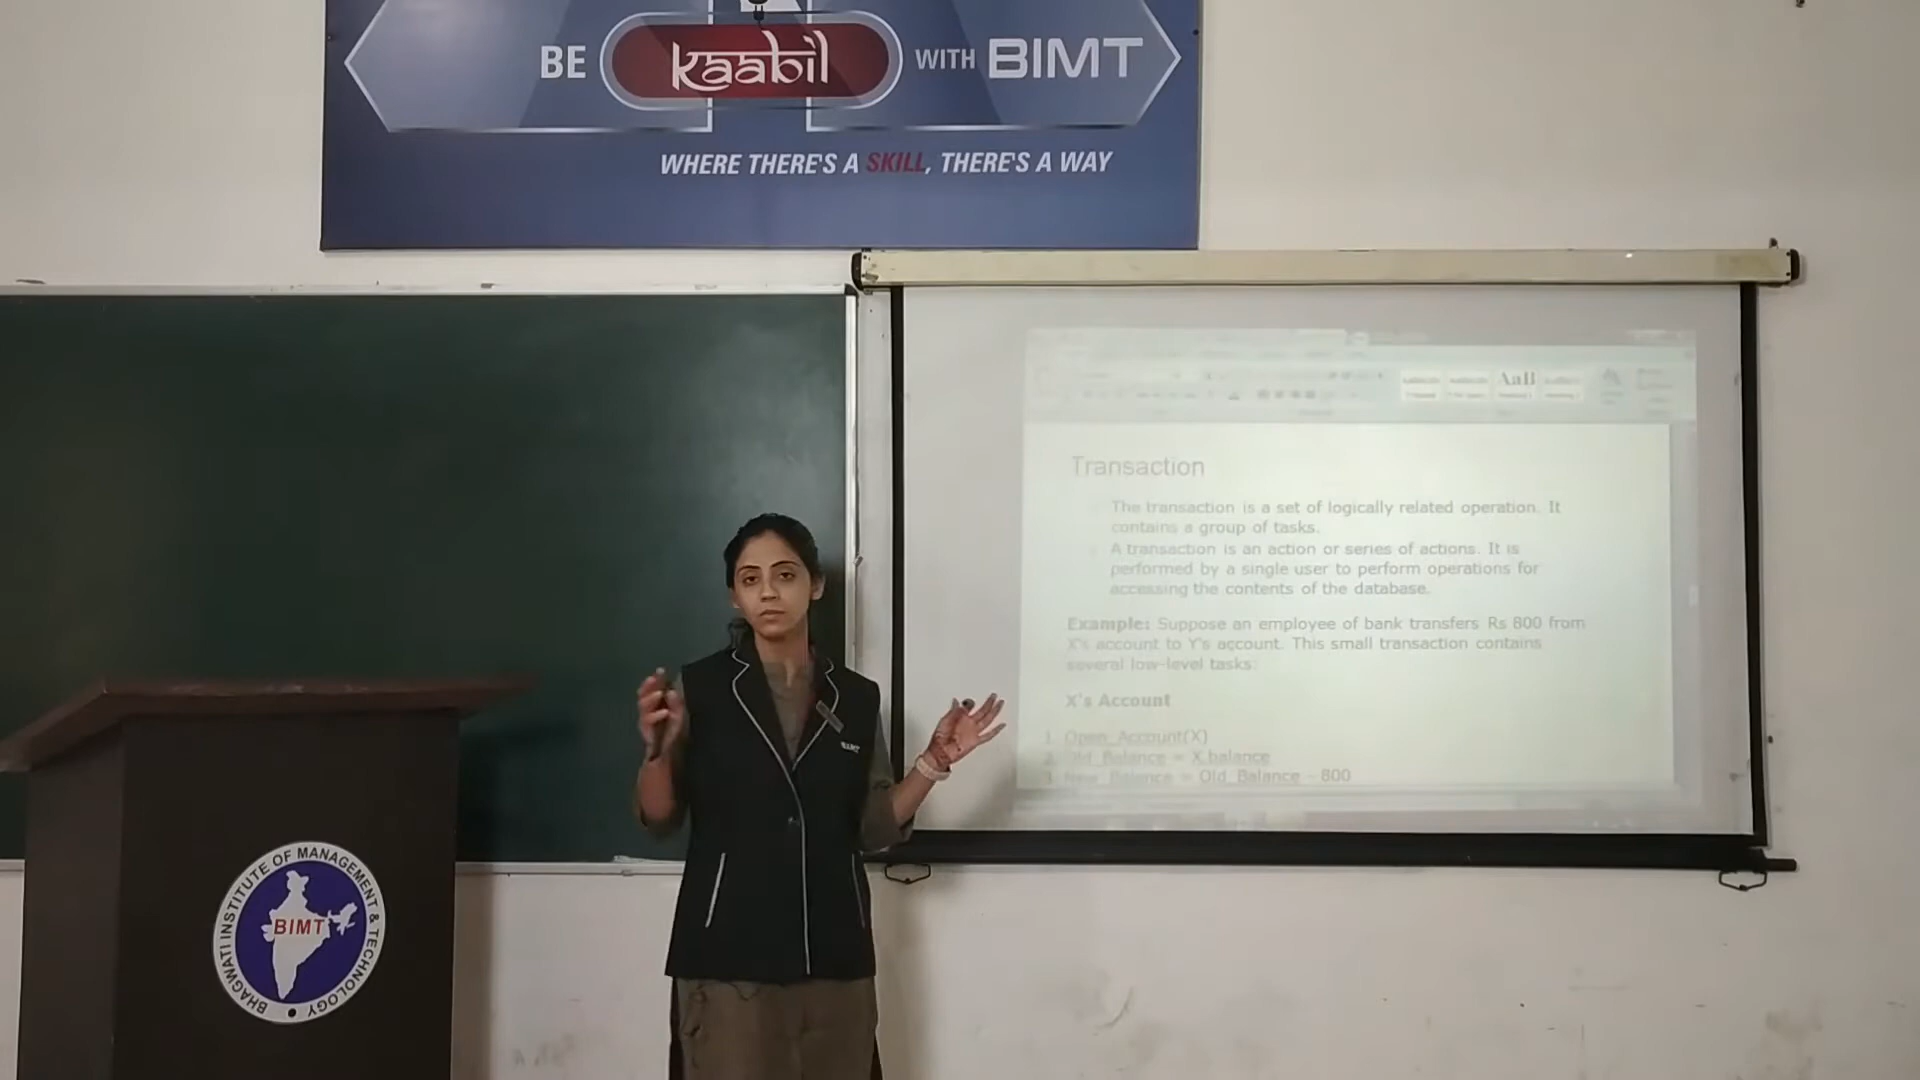 BE kaabil WITH BIMT
WHERE THERE'S A SKILL, THERE'S A WAY
AaB
Transaction
The transaction is a set of logically related operation. It
contains a group of tasks.
A transaction is an action or series of actions. It is
performed by a single user to perform operations for
accessing the contents of the database.
Example: Suppose an employee of bank transfers Rs 800 from
X's account to Y's account. This small transaction contains
several low-level tasks:
X's Account
1. Open_Account(X)
2. Old_Balance = X.balance
3. New_Balance = Old_Balance - 800
BIMT
BHAGWATI INSTITUTE OF MANAGEMENT & TECHNOLOGY
BIMT